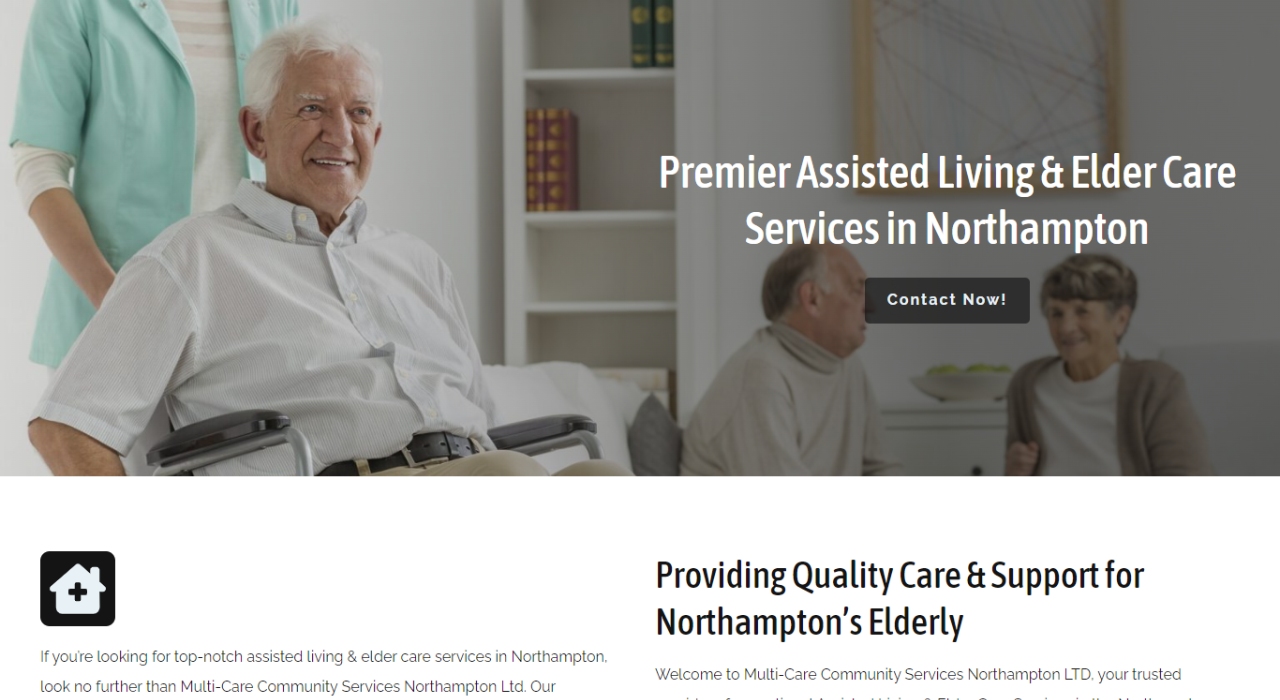 Premier Assisted Living & Elder Care
Services in Northampton
Contact Now!
If you're looking for top-notch assisted living & elder care services in Northampton,
look no further than Multi-Care Community Services Northampton Ltd. Our
Providing Quality Care & Support for
Northampton’s Elderly
Welcome to Multi-Care Community Services Northampton LTD, your trusted